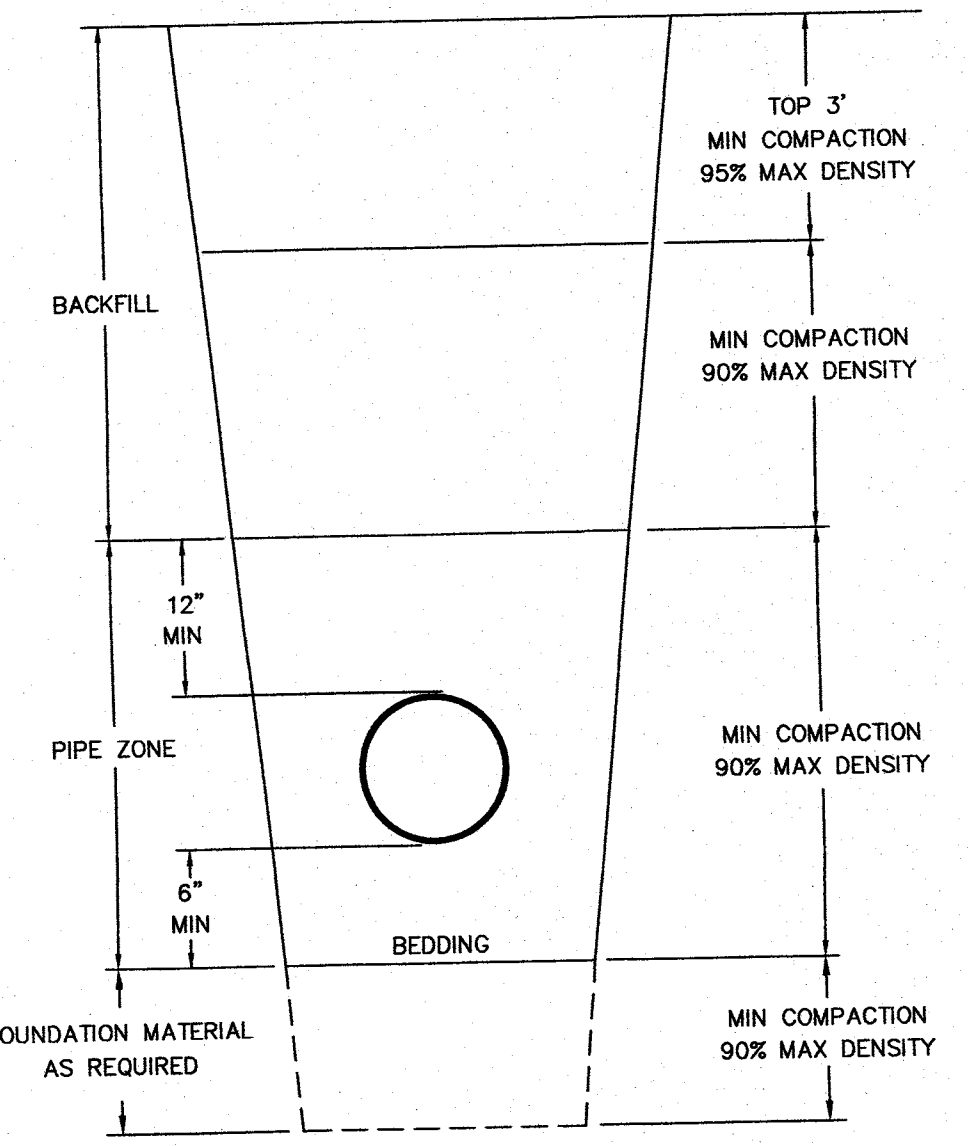 TOP 3'
MIN COMPACTION
95% MAX DENSITY
BACKFILL
MIN COMPACTION
90% MAX DENSITY
12"
MIN
PIPE ZONE
MIN COMPACTION
90% MAX DENSITY
6"
MIN
BEDDING
OUNDATION MATERIAL
AS REQUIRED
MIN COMPACTION
90% MAX DENSITY